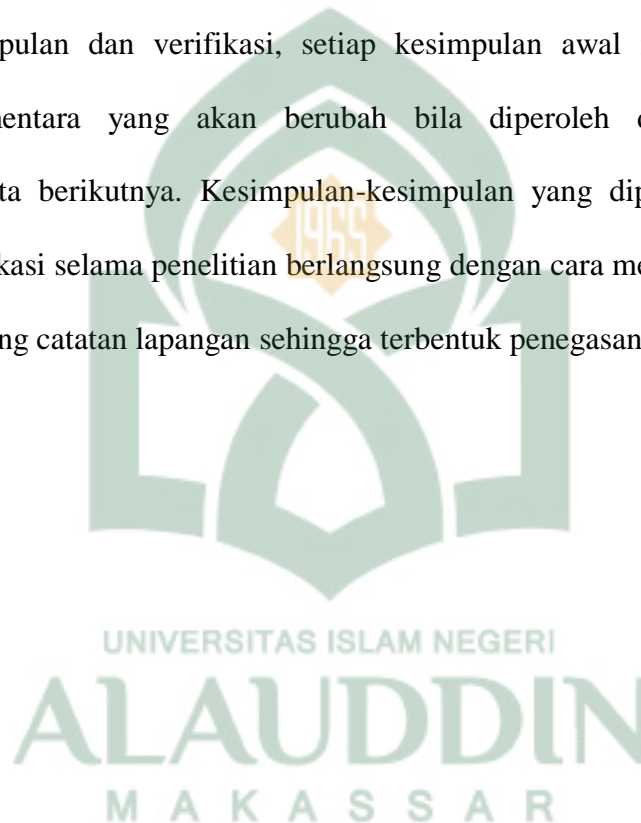 pulan dan verifikasi, setiap kesimpulan awal
mentara yang akan berubah bila diperoleh
ta berikutnya. Kesimpulan-kesimpulan yang dip
kasi selama penelitian berlangsung dengan cara me
ng catatan lapangan sehingga terbentuk penegasan
1965
UNIVERSITAS ISLAM NEGERI
ALAUDDIN
MAKASSAR